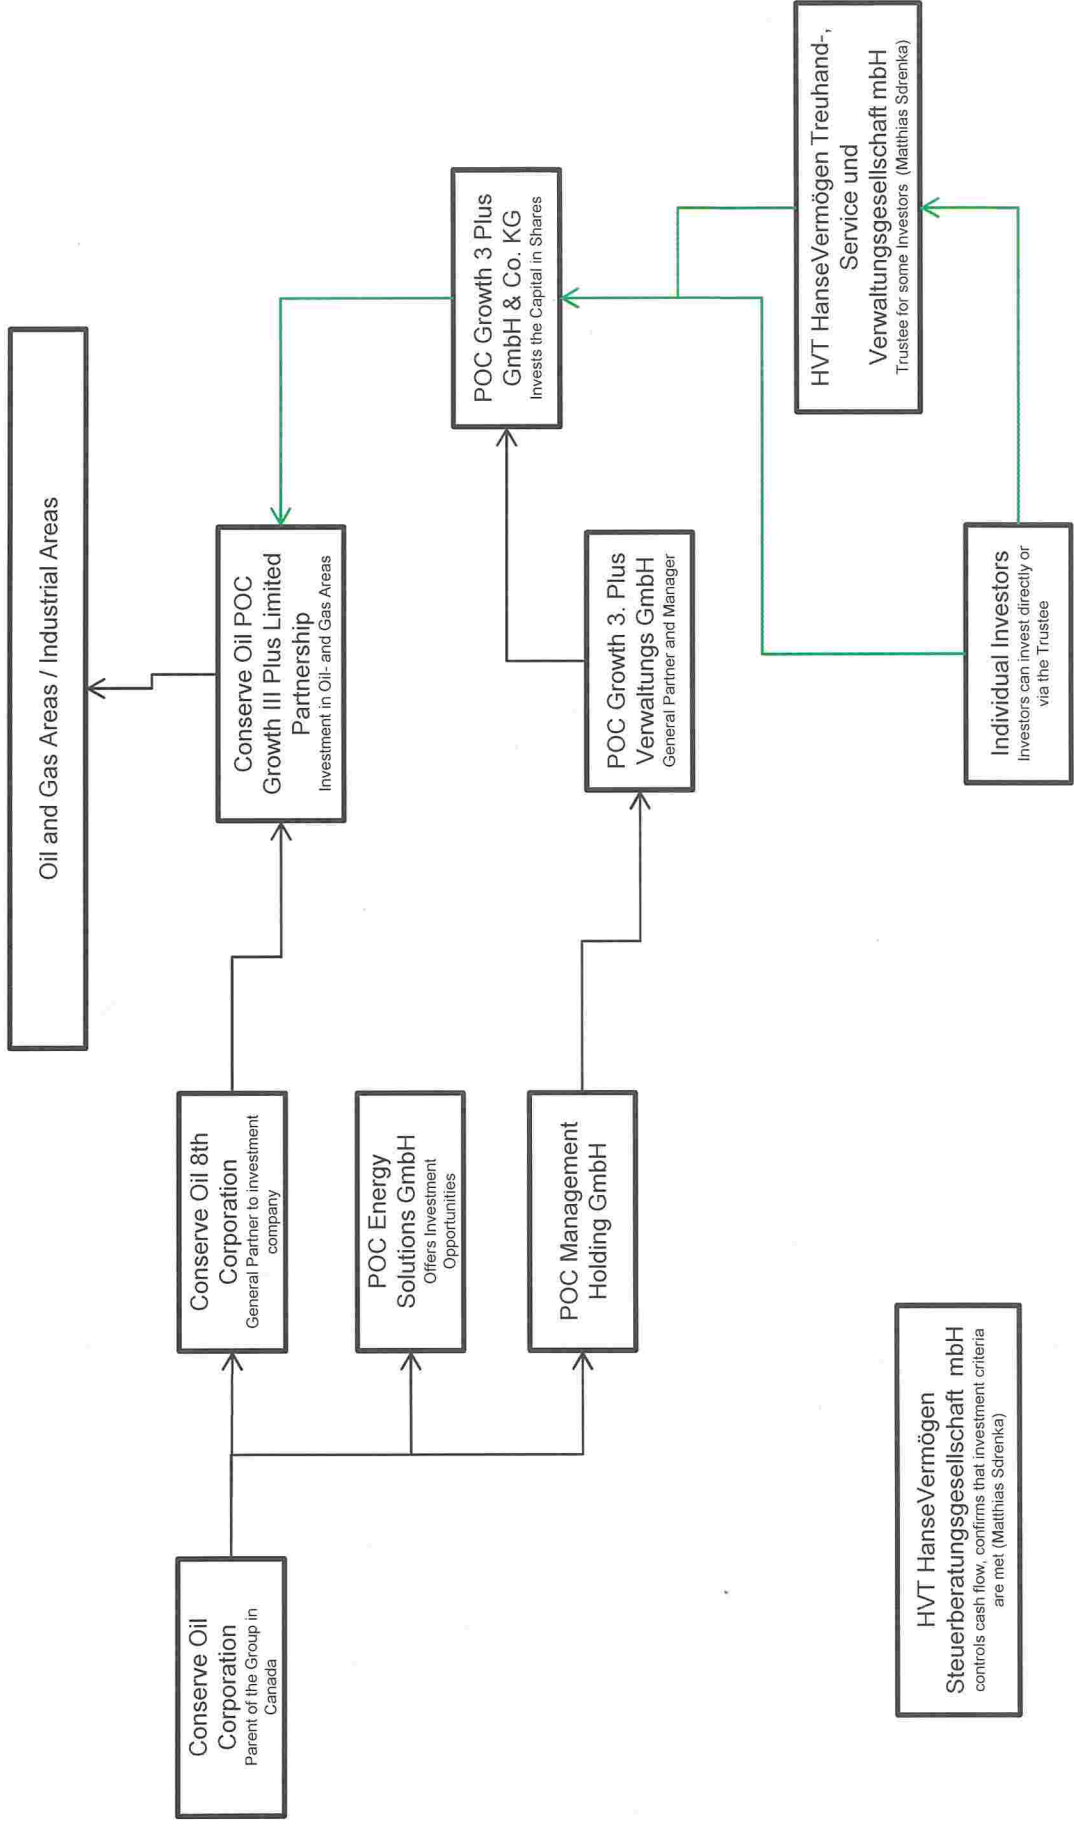 Oil and Gas Areas / Industrial Areas
Conserve Oil
Corporation
Parent of the Group in
Canada
Conserve Oil 8th
Corporation
General Partner to investment
company
Conserve Oil POC
Growth III Plus Limited
Partnership
Investment in Oil- and Gas Areas
POC Energy
Solutions GmbH
Offers Investment
Opportunities
POC Growth 3 Plus
GmbH & Co. KG
Invests the Capital in Shares
POC Management
Holding GmbH
POC Growth 3. Plus
Verwaltungs GmbH
General Partner and Manager
HVT HanseVermögen Treuhand-,
Service und
Verwaltungsgesellschaft mbH
Trustee for some Investors (Matthias Sdrenka)
HVT HanseVermögen
Steuerberatungsgesellschaft mbH
controls cash flow, confirms that investment criteria
are met (Matthias Sdrenka)
Individual Investors
Investors can invest directly or
via the Trustee